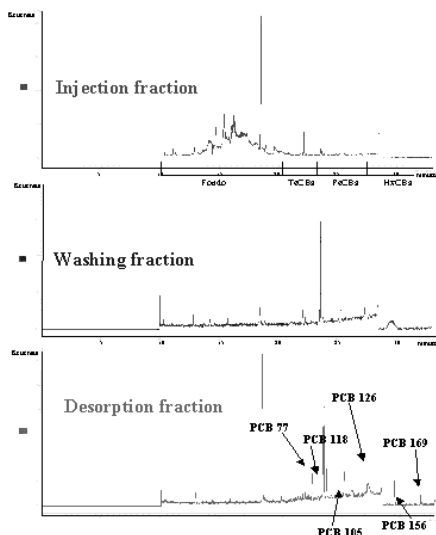 Injection fraction
Fondo TeCBs PeCBs HxCBs
Washing fraction
Desorption fraction
PCB 126
PCB 77
PCB 118
PCB 169
PCB 156
PCB 105